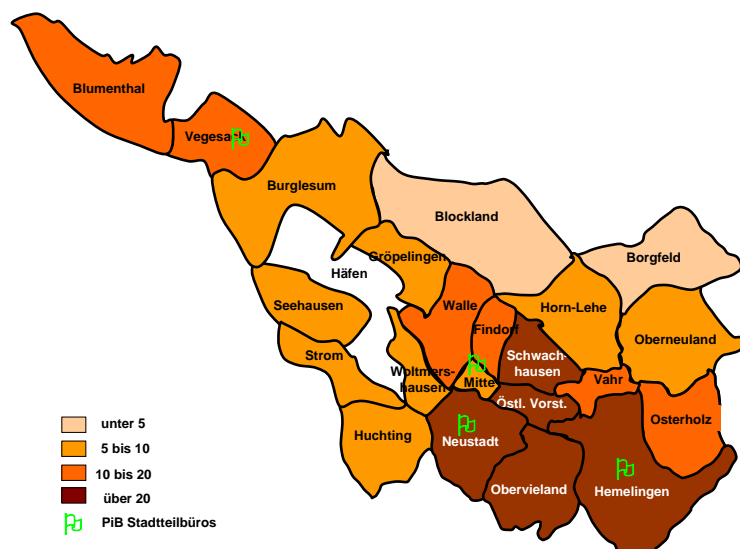 Blumenthal
Vegesack
Burglesum
Blockland
Borgfeld
Gröpelingen
Häfen
Seehausen
Walle
Horn-Lehe
Findorf
Oberneuland
Strom
Schwach-
hausen
Woltmers-
hausen
Mitte
Vahr
Östl. Vorst.
Osterholz
Huchting
Neustadt
Obervieland
Hemelingen
unter 5
5 bis 10
10 bis 20
über 20
PiB Stadtteilbüros